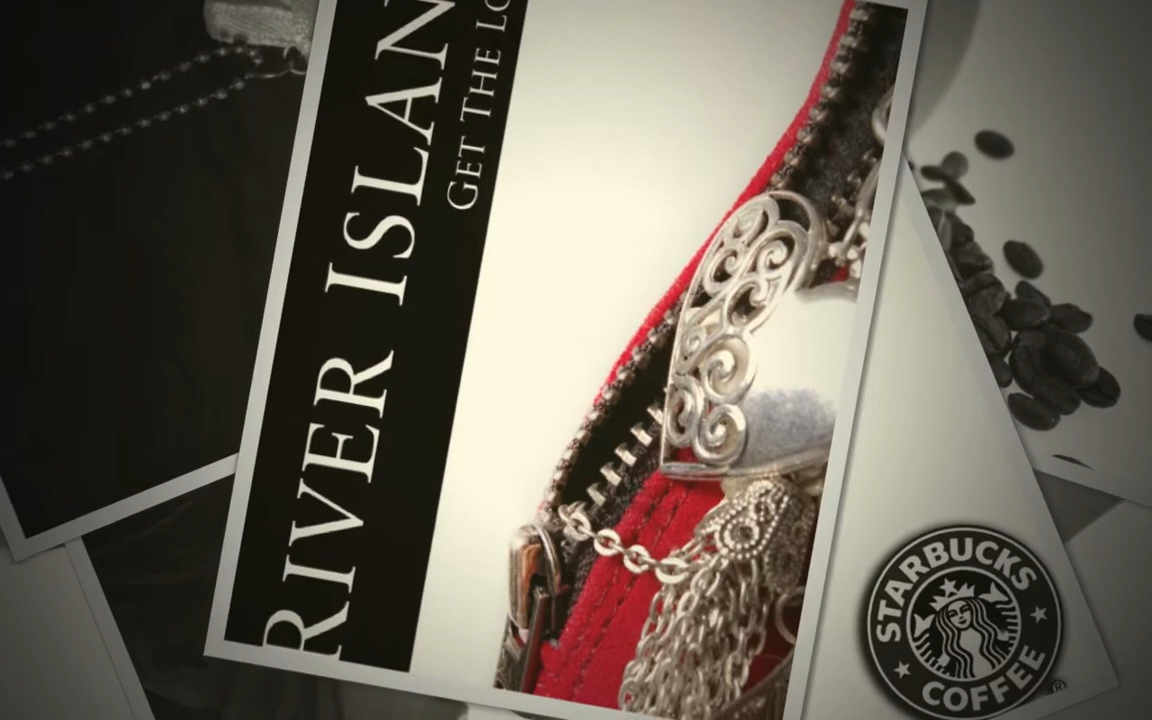 RIVER ISLAN
GET THE LO
STARBUCKS
COFFEE
®